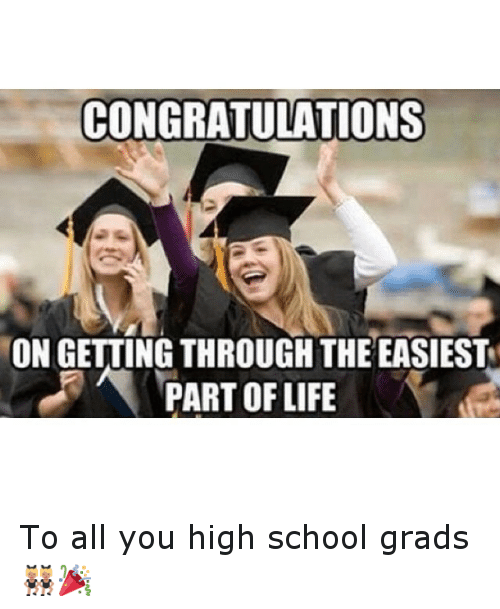 CONGRATULATIONS
ON GETTING THROUGH THE EASIEST
PART OF LIFE
To all you high school grads
👯🎉